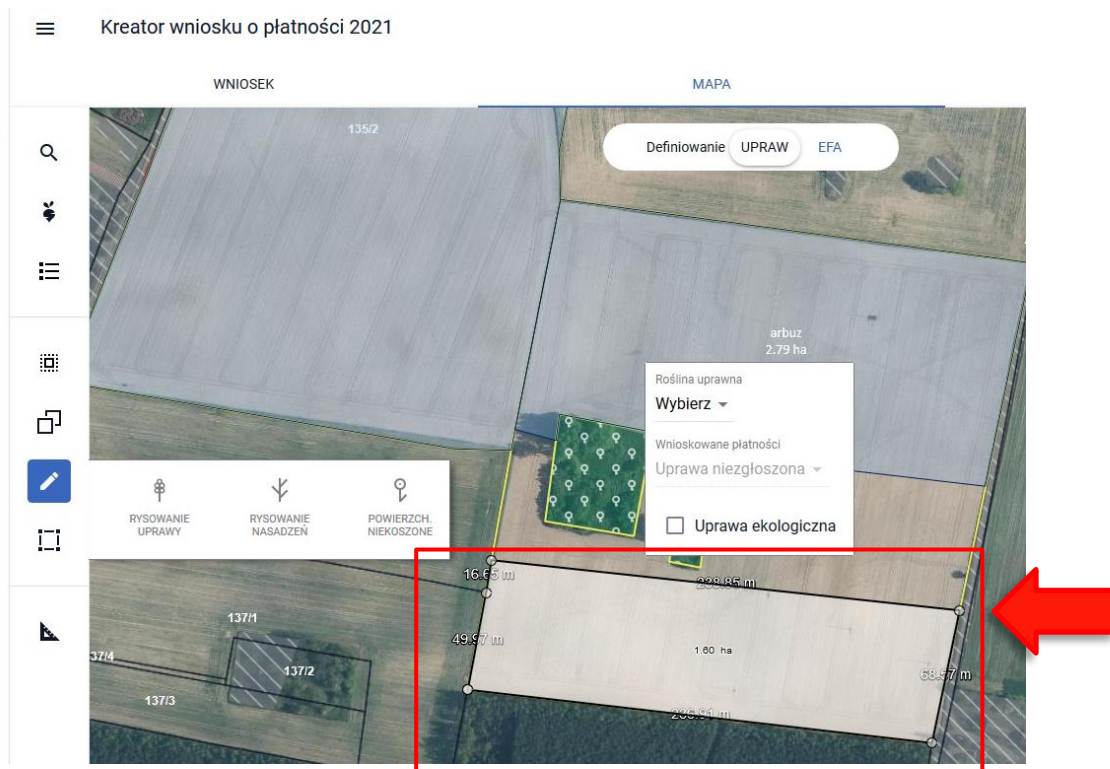 Kreator wniosku o płatności 2021
WNIOSEK
MAPA
135/2
Definiowanie UPRAW EFA
arbuz
2.79 ha
Roślina uprawna
Wybierz
Wnioskowane płatności
Uprawa niezgłoszona
Uprawa ekologiczna
RYSOWANIE
UPRAWY
RYSOWANIE
NASADZEŃ
POWIERZCH.
NIEKOSZONE
16.65 m
238.85 m
137/1
49.97 m
1.60 ha
37/4
137/2
68.57 m
137/3
236.91 m